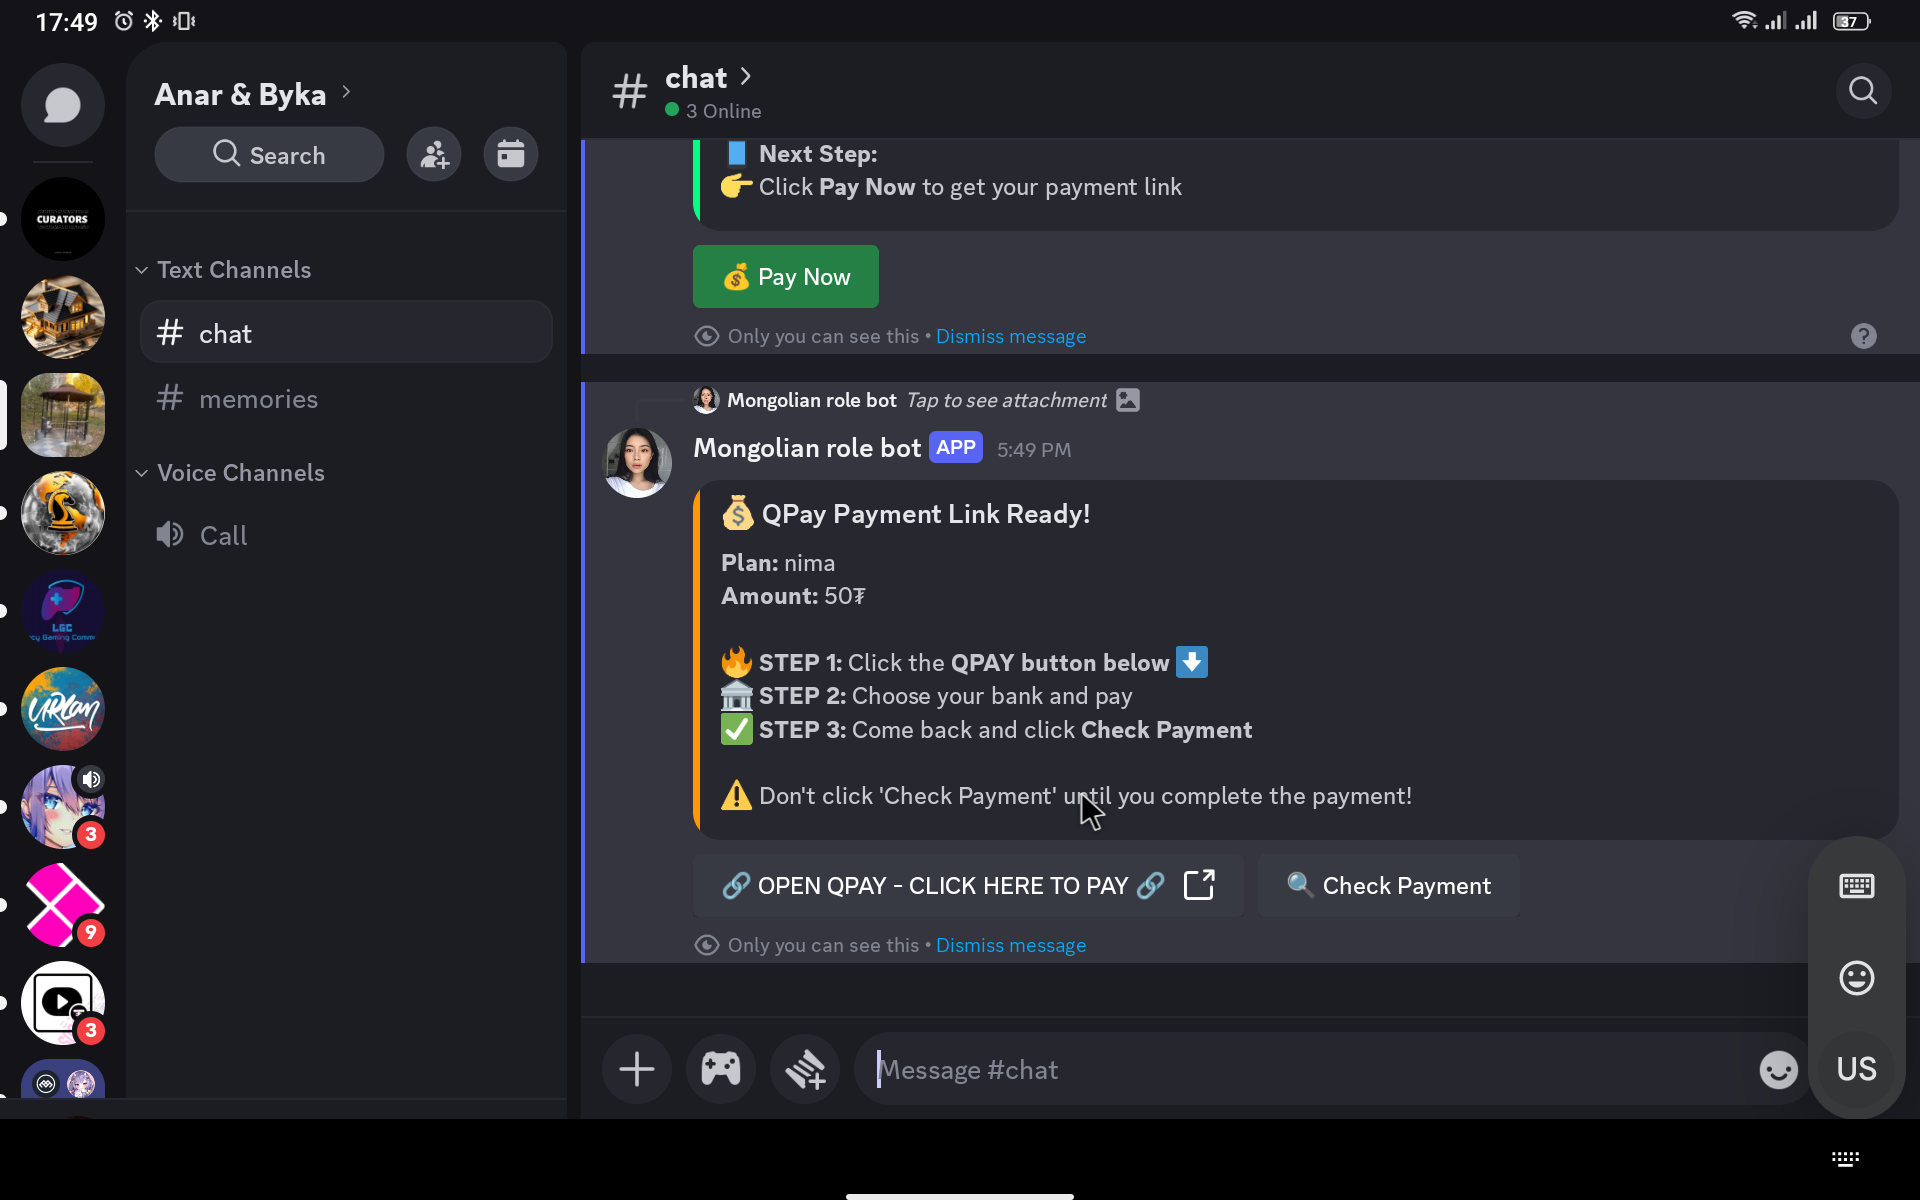 17:49
37
Anar & Byka
Search
CURATORS
Text Channels
# chat
# memories
Voice Channels
Call
LGC
URLan
3
9
3
# chat
3 Online
Next Step:
👉 Click Pay Now to get your payment link
💰 Pay Now
Only you can see this • Dismiss message
?
Mongolian role bot Tap to see attachment
Mongolian role bot APP 5:49 PM
💰 QPay Payment Link Ready!
Plan: nima
Amount: 50₮
🔥 STEP 1: Click the QPAY button below ⬇️
🏦 STEP 2: Choose your bank and pay
✅ STEP 3: Come back and click Check Payment
⚠️ Don't click 'Check Payment' until you complete the payment!
🔗 OPEN QPAY - CLICK HERE TO PAY 🔗
🔍 Check Payment
Only you can see this • Dismiss message
Message #chat
US